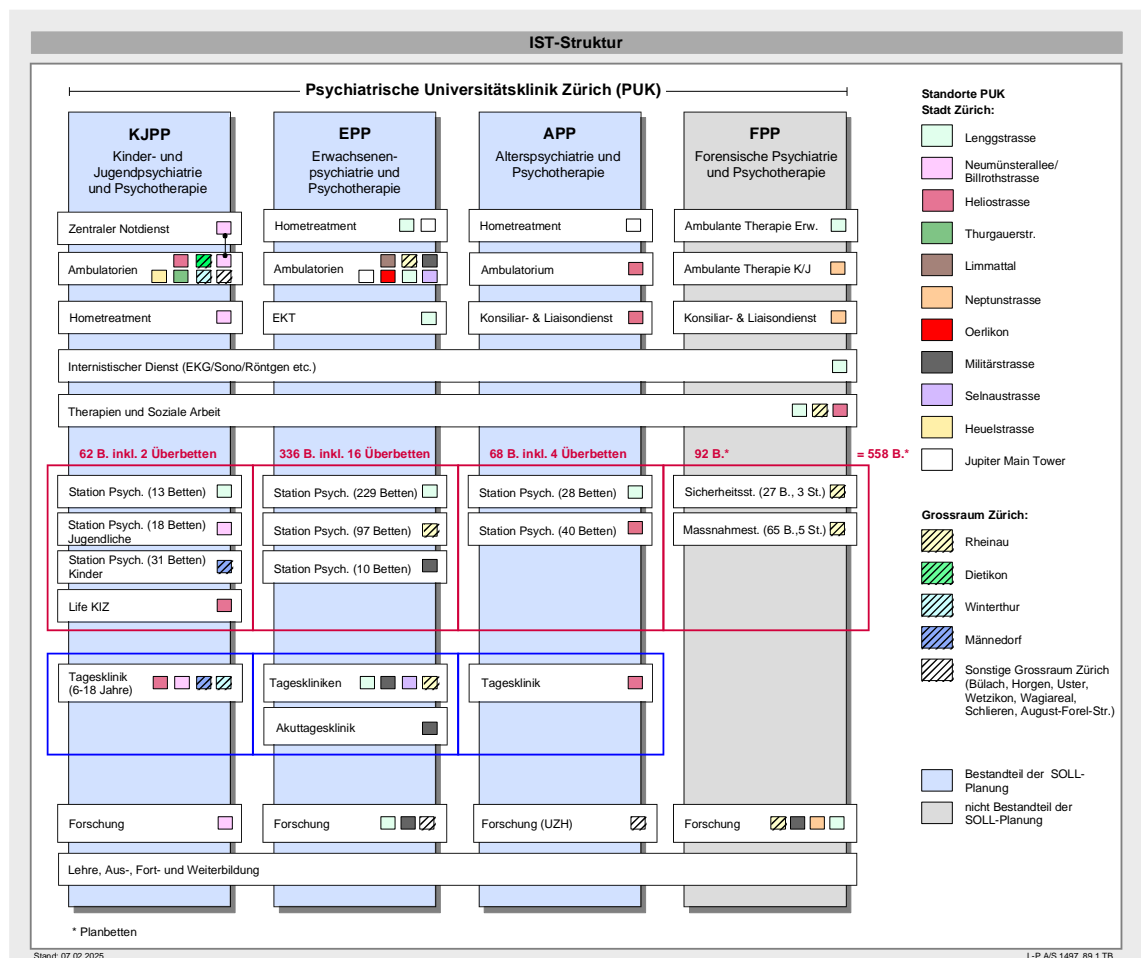 IST-Struktur
Psychiatrische Universitätsklinik Zürich (PUK)
KJPP
Kinder- und
Jugendpsychiatrie
und Psychotherapie
EPP
Erwachsenen-
psychiatrie und
Psychotherapie
APP
Alterspsychiatrie und
Psychotherapie
FPP
Forensische Psychiatrie
und Psychotherapie
Zentraler Notdienst
Hometreatment
Hometreatment
Ambulante Therapie Erw.
Ambulatorien
Ambulatorien
Ambulatorium
Ambulante Therapie K/J
Hometreatment
EKT
Konsiliar- & Liaisondienst
Konsiliar- & Liaisondienst
Internistischer Dienst (EKG/Sono/Röntgen etc.)
Therapien und Soziale Arbeit
62 B. inkl. 2 Überbetten
336 B. inkl. 16 Überbetten
68 B. inkl. 4 Überbetten
92 B.*
= 558 B.*
Station Psych. (13 Betten)
Station Psych. (229 Betten)
Station Psych. (28 Betten)
Sicherheitsst. (27 B., 3 St.)
Station Psych. (18 Betten)
Jugendliche
Station Psych. (97 Betten)
Station Psych. (40 Betten)
Massnahmest. (65 B.,5 St.)
Station Psych. (31 Betten)
Kinder
Station Psych. (10 Betten)
Life KIZ
Tagesklinik
(6-18 Jahre)
Tageskliniken
Tagesklinik
Akuttagesklinik
Forschung
Forschung
Forschung (UZH)
Forschung
Lehre, Aus-, Fort- und Weiterbildung
* Planbetten
Standorte PUK
Stadt Zürich:
Lenggstrasse
Neumünsterallee/
Billrothstrasse
Heliostrasse
Thurgauerstr.
Limmattal
Neptunstrasse
Oerlikon
Militärstrasse
Selnaustrasse
Heuelstrasse
Jupiter Main Tower
Grossraum Zürich:
Rheinau
Dietikon
Winterthur
Männedorf
Sonstige Grossraum Zürich
(Bülach, Horgen, Uster,
Wetzikon, Wagiareal,
Schlieren, August-Forel-Str.)
Bestandteil der SOLL-
Planung
nicht Bestandteil der
SOLL-Planung
Stand: 07.02.2025
L-P A/S 1497_89.1 TB